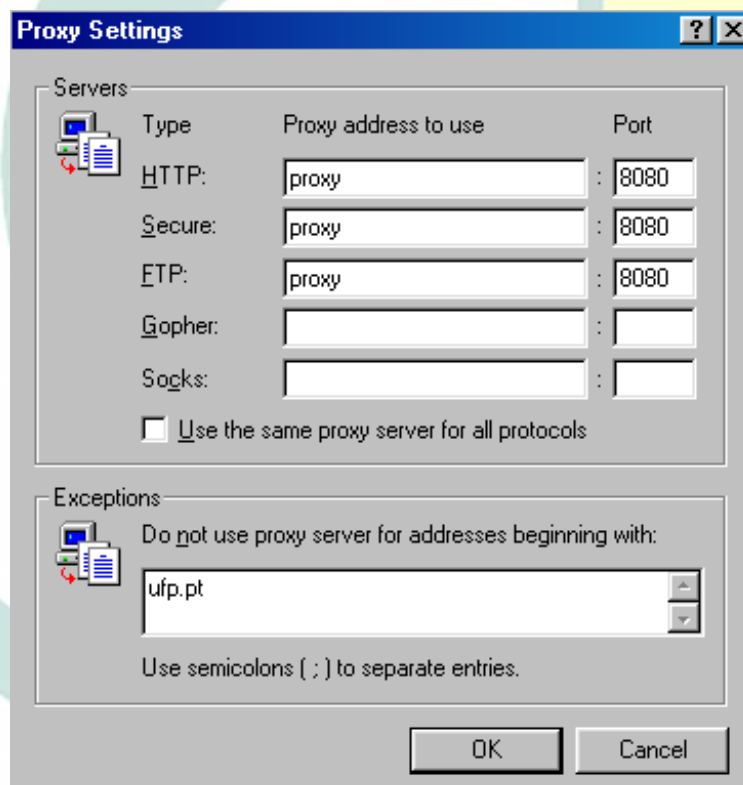 Proxy Settings
Servers
Type Proxy address to use Port
HTTP: proxy : 8080
Secure: proxy : 8080
FTP: proxy : 8080
Gopher: :
Socks: :
Use the same proxy server for all protocols
Exceptions
Do not use proxy server for addresses beginning with:
ufp.pt
Use semicolons ( ; ) to separate entries.
OK Cancel